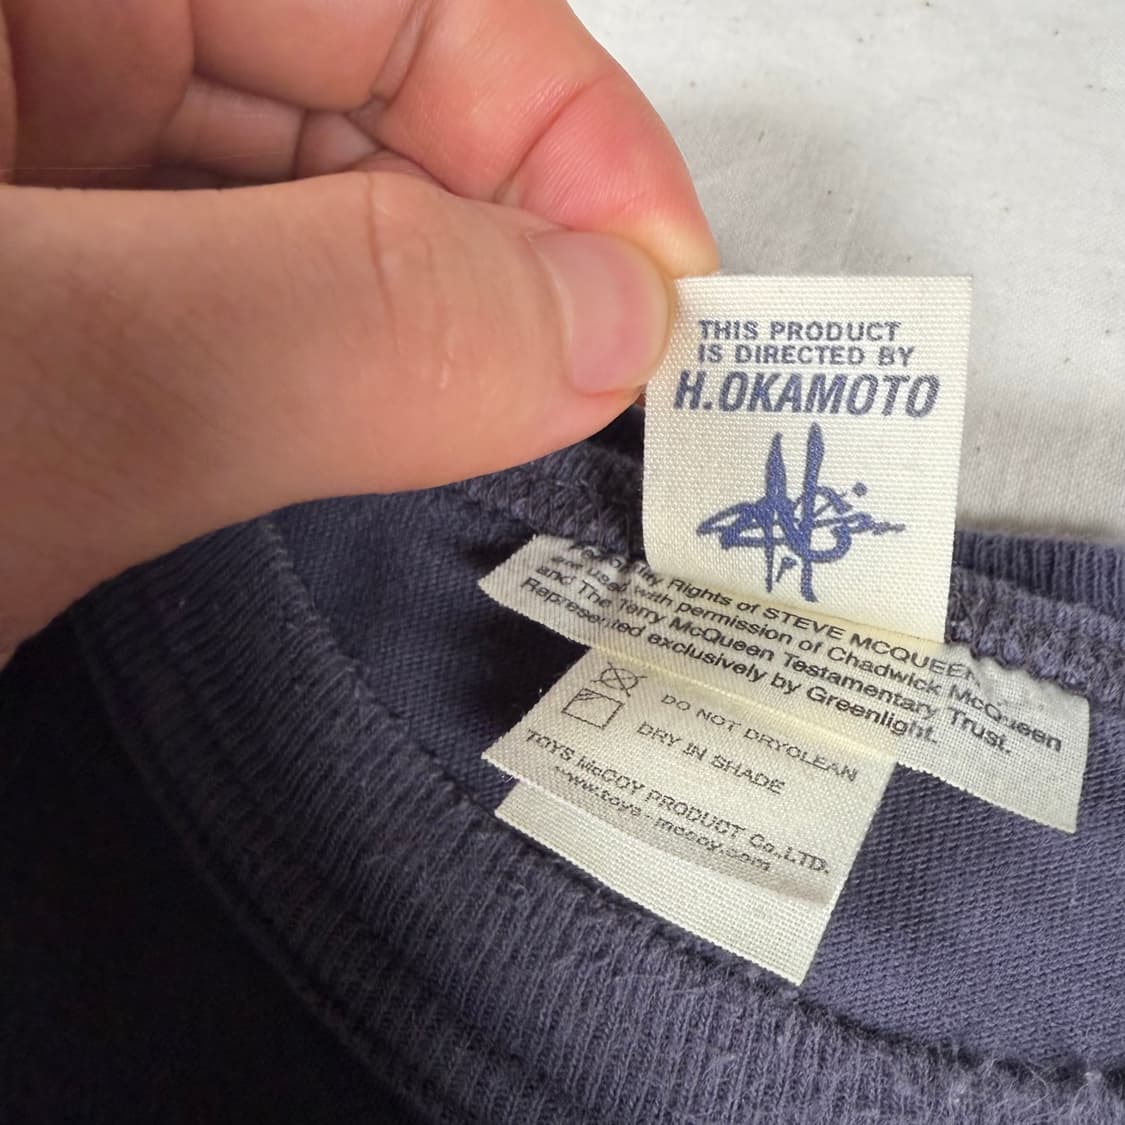 THIS PRODUCT
IS DIRECTED BY
H.OKAMOTO
Rights of STEVE MCQUEEN
and used with permission of Chadwick McQueen
and The Terry McQueen Testamentary Trust.
Represented exclusively by Greenlight.
DO NOT DRYCLEAN
DRY IN SHADE
TOYS McCOY PRODUCT Co.,LTD.
www.toys-mccoy.com